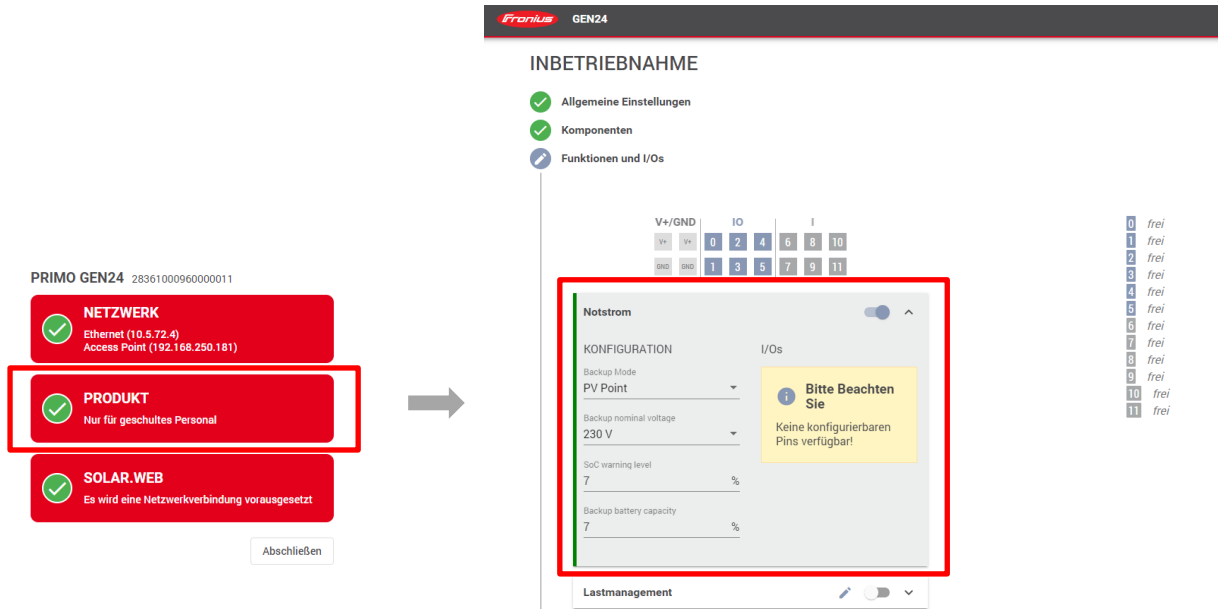 PRIMO GEN24 28361000960000011
NETZWERK
Ethernet (10.5.72.4)
Access Point (192.168.250.181)
PRODUKT
Nur für geschultes Personal
SOLAR.WEB
Es wird eine Netzwerkverbindung vorausgesetzt
Abschließen
Fronius GEN24
INBETRIEBNAHME
Allgemeine Einstellungen
Komponenten
Funktionen und I/Os
V+/GND IO I
V+ V+ 0 2 4 6 8 10
GND GND 1 3 5 7 9 11
Notstrom
KONFIGURATION
Backup Mode
PV Point
Backup nominal voltage
230 V
SoC warning level
7 %
Backup battery capacity
7 %
I/Os
Bitte Beachten
Sie
Keine konfigurierbaren
Pins verfügbar!
Lastmanagement
0 frei
1 frei
2 frei
3 frei
4 frei
5 frei
6 frei
7 frei
8 frei
9 frei
10 frei
11 frei